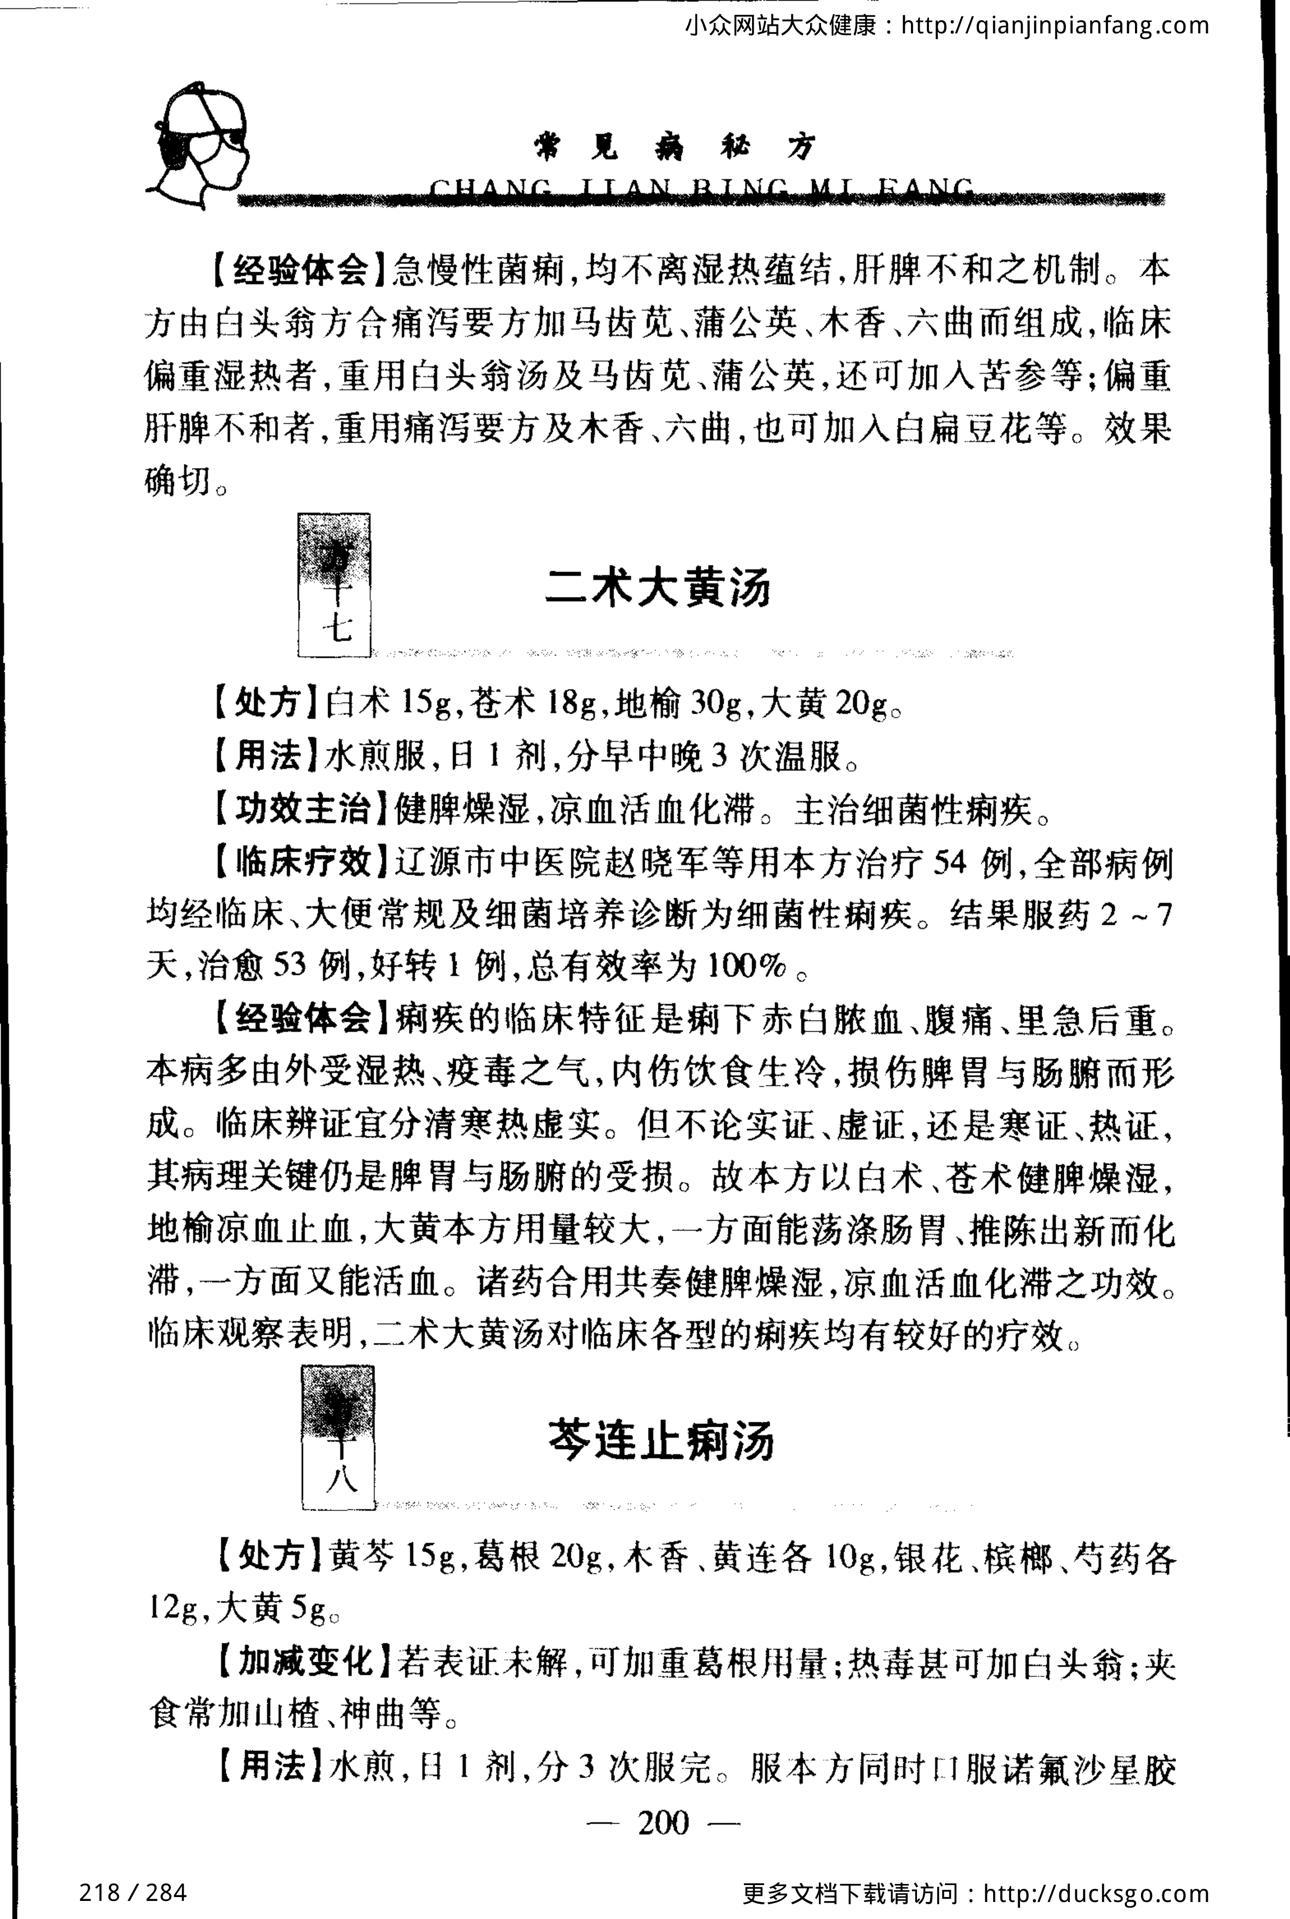 小众网站大众健康：http://qianjinpianfang.com
常见病秘方
CHANG JIAN BING MI FANG
【经验体会】急慢性菌痢,均不离湿热蕴结,肝脾不和之机制。本
方由白头翁方合痛泻要方加马齿苋、蒲公英、木香、六曲而组成,临床
偏重湿热者,重用白头翁汤及马齿苋、蒲公英,还可加入苦参等;偏重
肝脾不和者,重用痛泻要方及木香、六曲,也可加入白扁豆花等。效果
确切。
方十七
二术大黄汤
【处方】白术 15g,苍术 18g,地榆 30g,大黄 20g。
【用法】水煎服,日 1 剂,分早中晚 3 次温服。
【功效主治】健脾燥湿,凉血活血化滞。主治细菌性痢疾。
【临床疗效】辽源市中医院赵晓军等用本方治疗 54 例,全部病例
均经临床、大便常规及细菌培养诊断为细菌性痢疾。结果服药 2 ~ 7
天,治愈 53 例,好转 1 例,总有效率为 100%。
【经验体会】痢疾的临床特征是痢下赤白脓血、腹痛、里急后重。
本病多由外受湿热、疫毒之气,内伤饮食生冷,损伤脾胃与肠腑而形
成。临床辨证宜分清寒热虚实。但不论实证、虚证,还是寒证、热证,
其病理关键仍是脾胃与肠腑的受损。故本方以白术、苍术健脾燥湿,
地榆凉血止血,大黄本方用量较大,一方面能荡涤肠胃、推陈出新而化
滞,一方面又能活血。诸药合用共奏健脾燥湿,凉血活血化滞之功效。
临床观察表明,二术大黄汤对临床各型的痢疾均有较好的疗效。
方十八
芩连止痢汤
【处方】黄芩 15g,葛根 20g,木香、黄连各 10g,银花、槟榔、芍药各
12g,大黄 5g。
【加减变化】若表证未解,可加重葛根用量;热毒甚可加白头翁;夹
食常加山楂、神曲等。
【用法】水煎,日 1 剂,分 3 次服完。服本方同时口服诺氟沙星胶
— 200 —
218 / 284
更多文档下载请访问：http://ducksgo.com